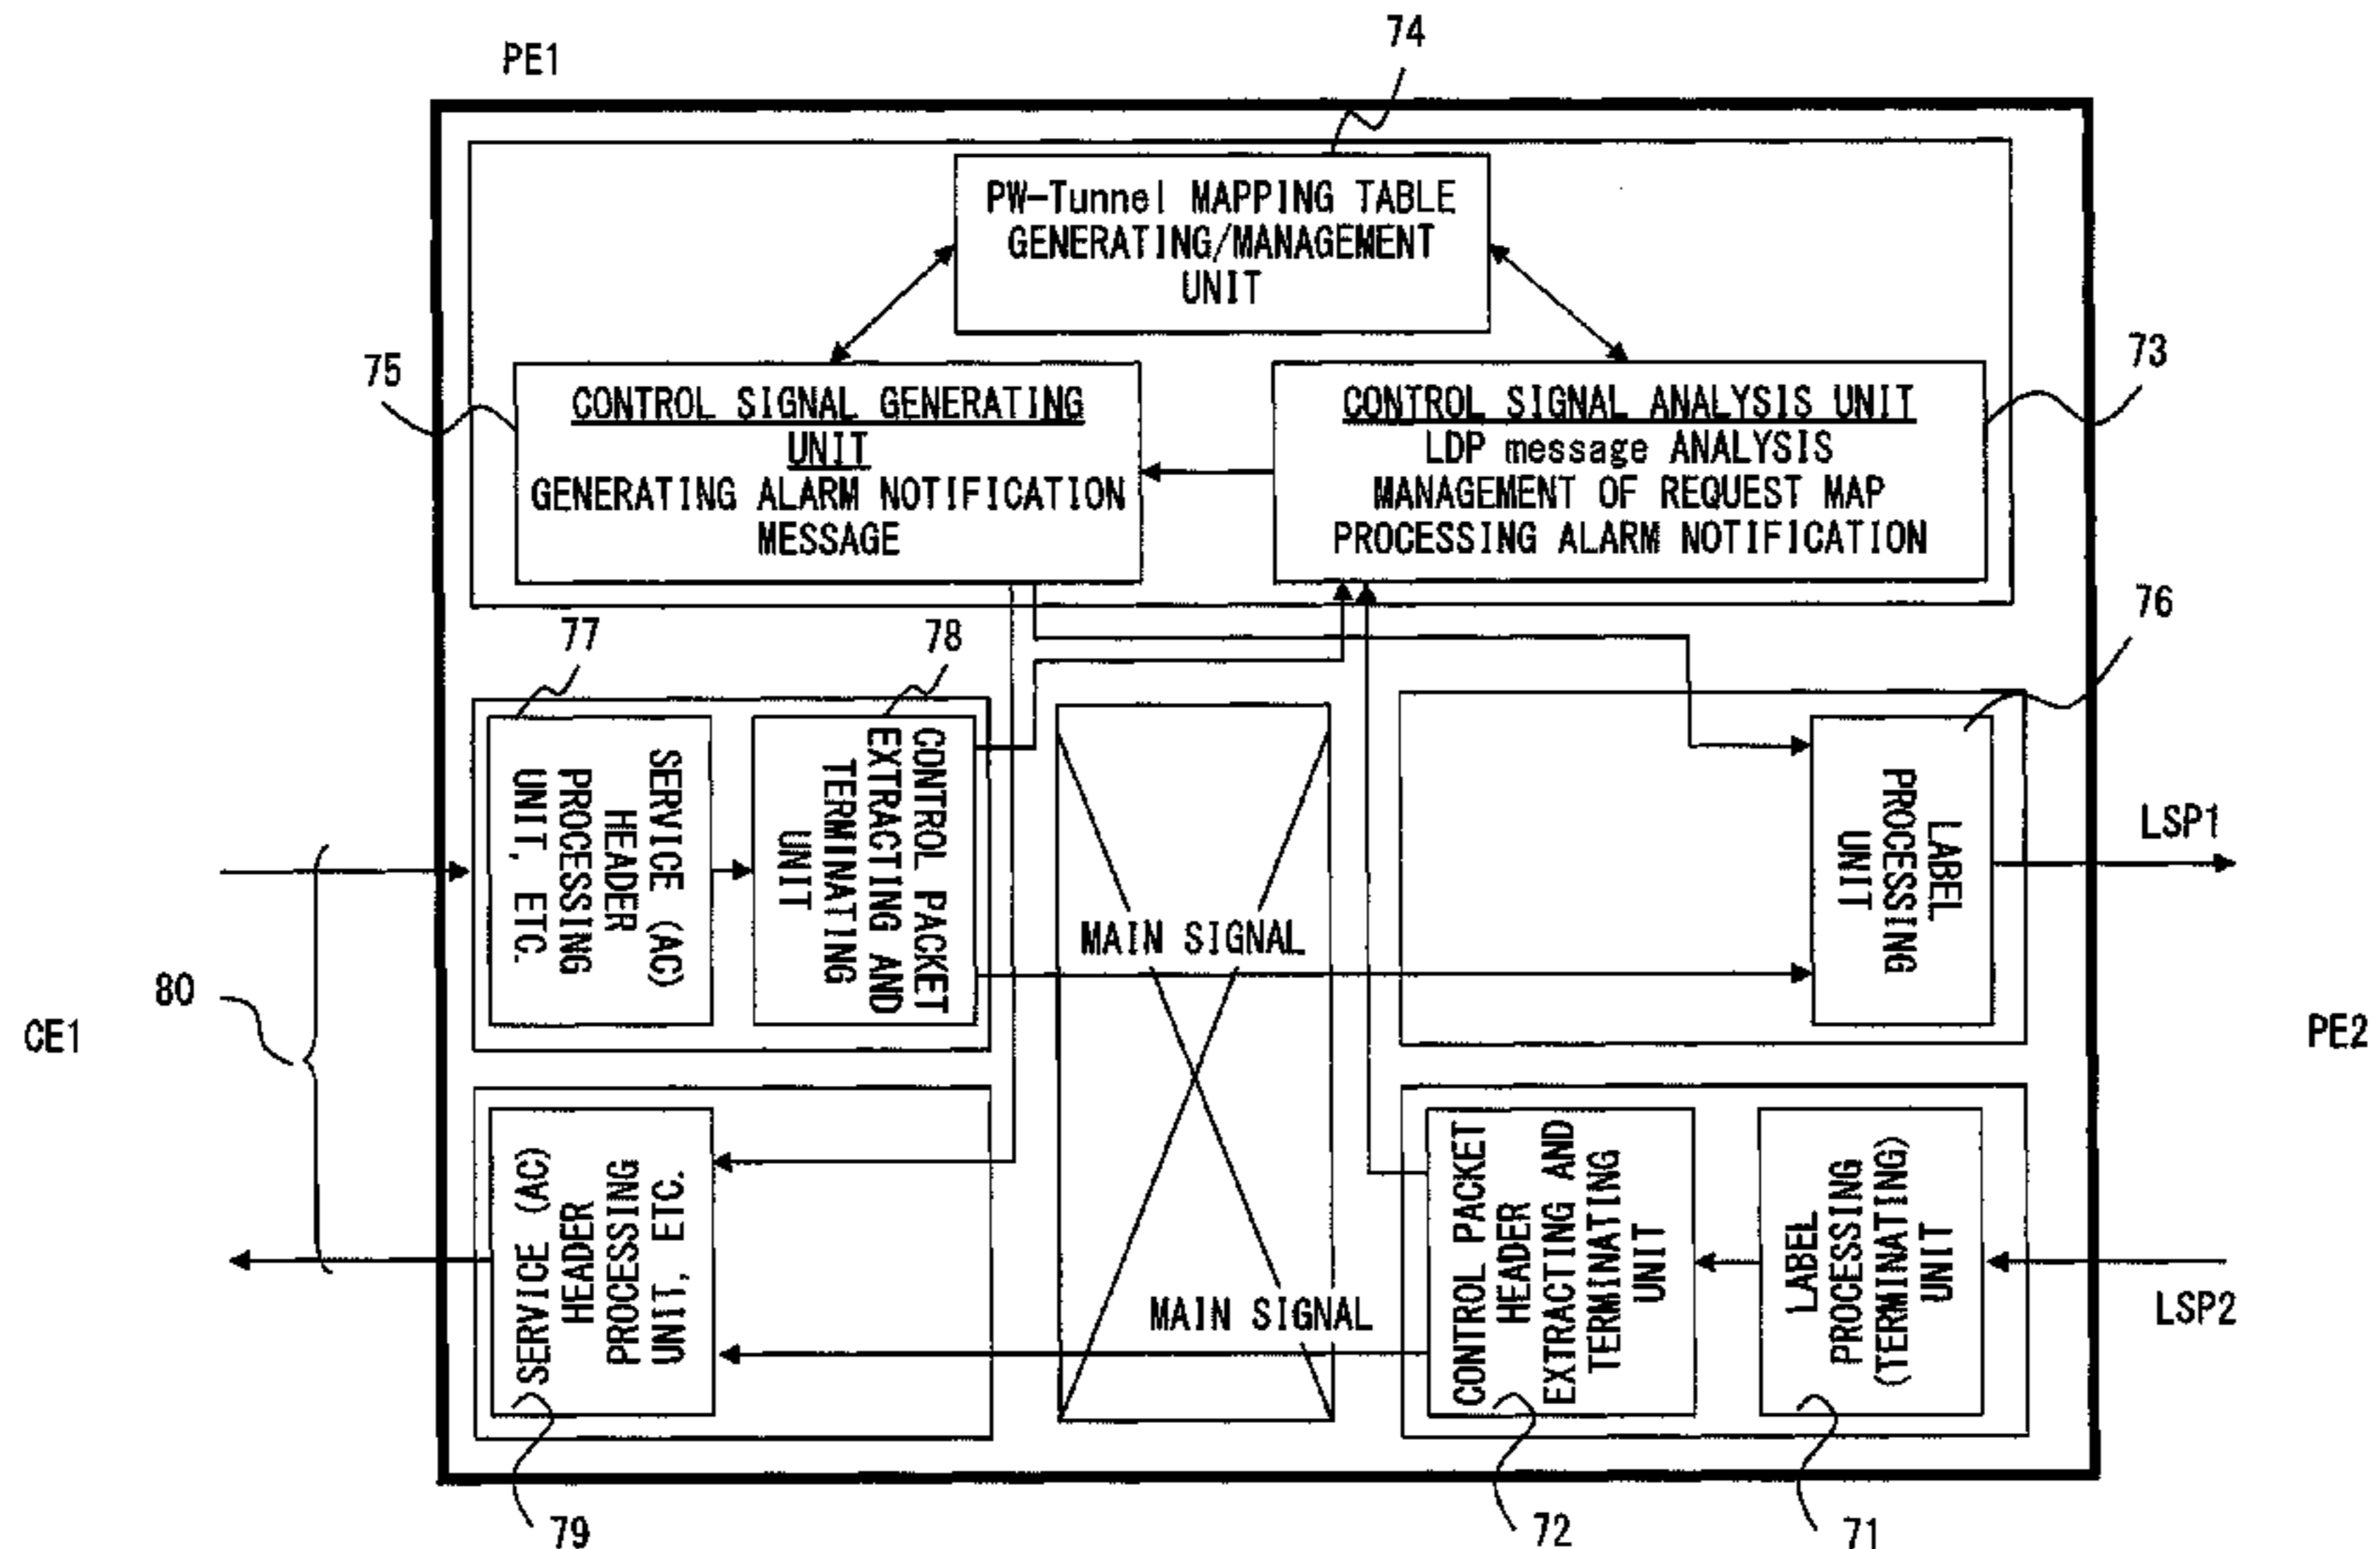 PE1
74
PW-Tunnel MAPPING TABLE
GENERATING/MANAGEMENT
UNIT
75
CONTROL SIGNAL GENERATING
UNIT
GENERATING ALARM NOTIFICATION
MESSAGE
73
CONTROL SIGNAL ANALYSIS UNIT
LDP message ANALYSIS
MANAGEMENT OF REQUEST MAP
PROCESSING ALARM NOTIFICATION
77
78
76
SERVICE (AC)
HEADER
PROCESSING
UNIT, ETC.
CONTROL PACKET
EXTRACTING AND
TERMINATING
UNIT
MAIN SIGNAL
LABEL
PROCESSING
UNIT
LSP1
80
CE1
PE2
SERVICE (AC)
HEADER
PROCESSING
UNIT, ETC.
MAIN SIGNAL
CONTROL PACKET
HEADER
EXTRACTING AND
TERMINATING
UNIT
LABEL
PROCESSING
(TERMINATING)
UNIT
LSP2
79
72
71